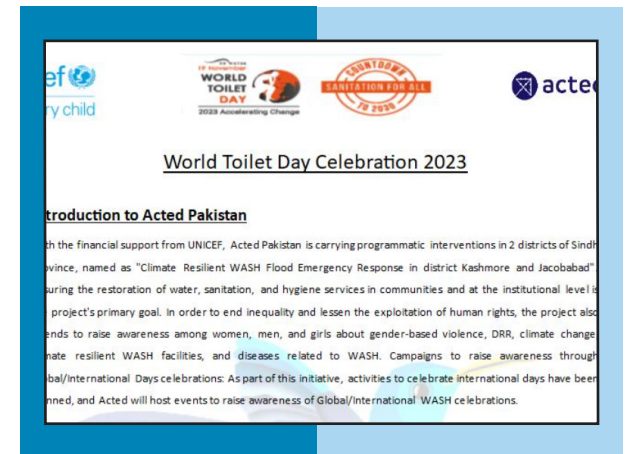 ef
ry child
19 November
WORLD
TOILET
DAY
2023 Accelerating Change
COUNTDOWN
SANITATION FOR ALL
TO 2030
acte
World Toilet Day Celebration 2023
troduction to Acted Pakistan
th the financial support from UNICEF, Acted Pakistan is carrying programmatic interventions in 2 districts of Sindh
ovince, named as "Climate Resilient WASH Flood Emergency Response in district Kashmore and Jacobabad".
suring the restoration of water, sanitation, and hygiene services in communities and at the institutional level is
project's primary goal. In order to end inequality and lessen the exploitation of human rights, the project also
ends to raise awareness among women, men, and girls about gender-based violence, DRR, climate change,
mate resilient WASH facilities, and diseases related to WASH. Campaigns to raise awareness through
bal/International Days celebrations: As part of this initiative, activities to celebrate international days have been
nned, and Acted will host events to raise awareness of Global/International WASH celebrations.